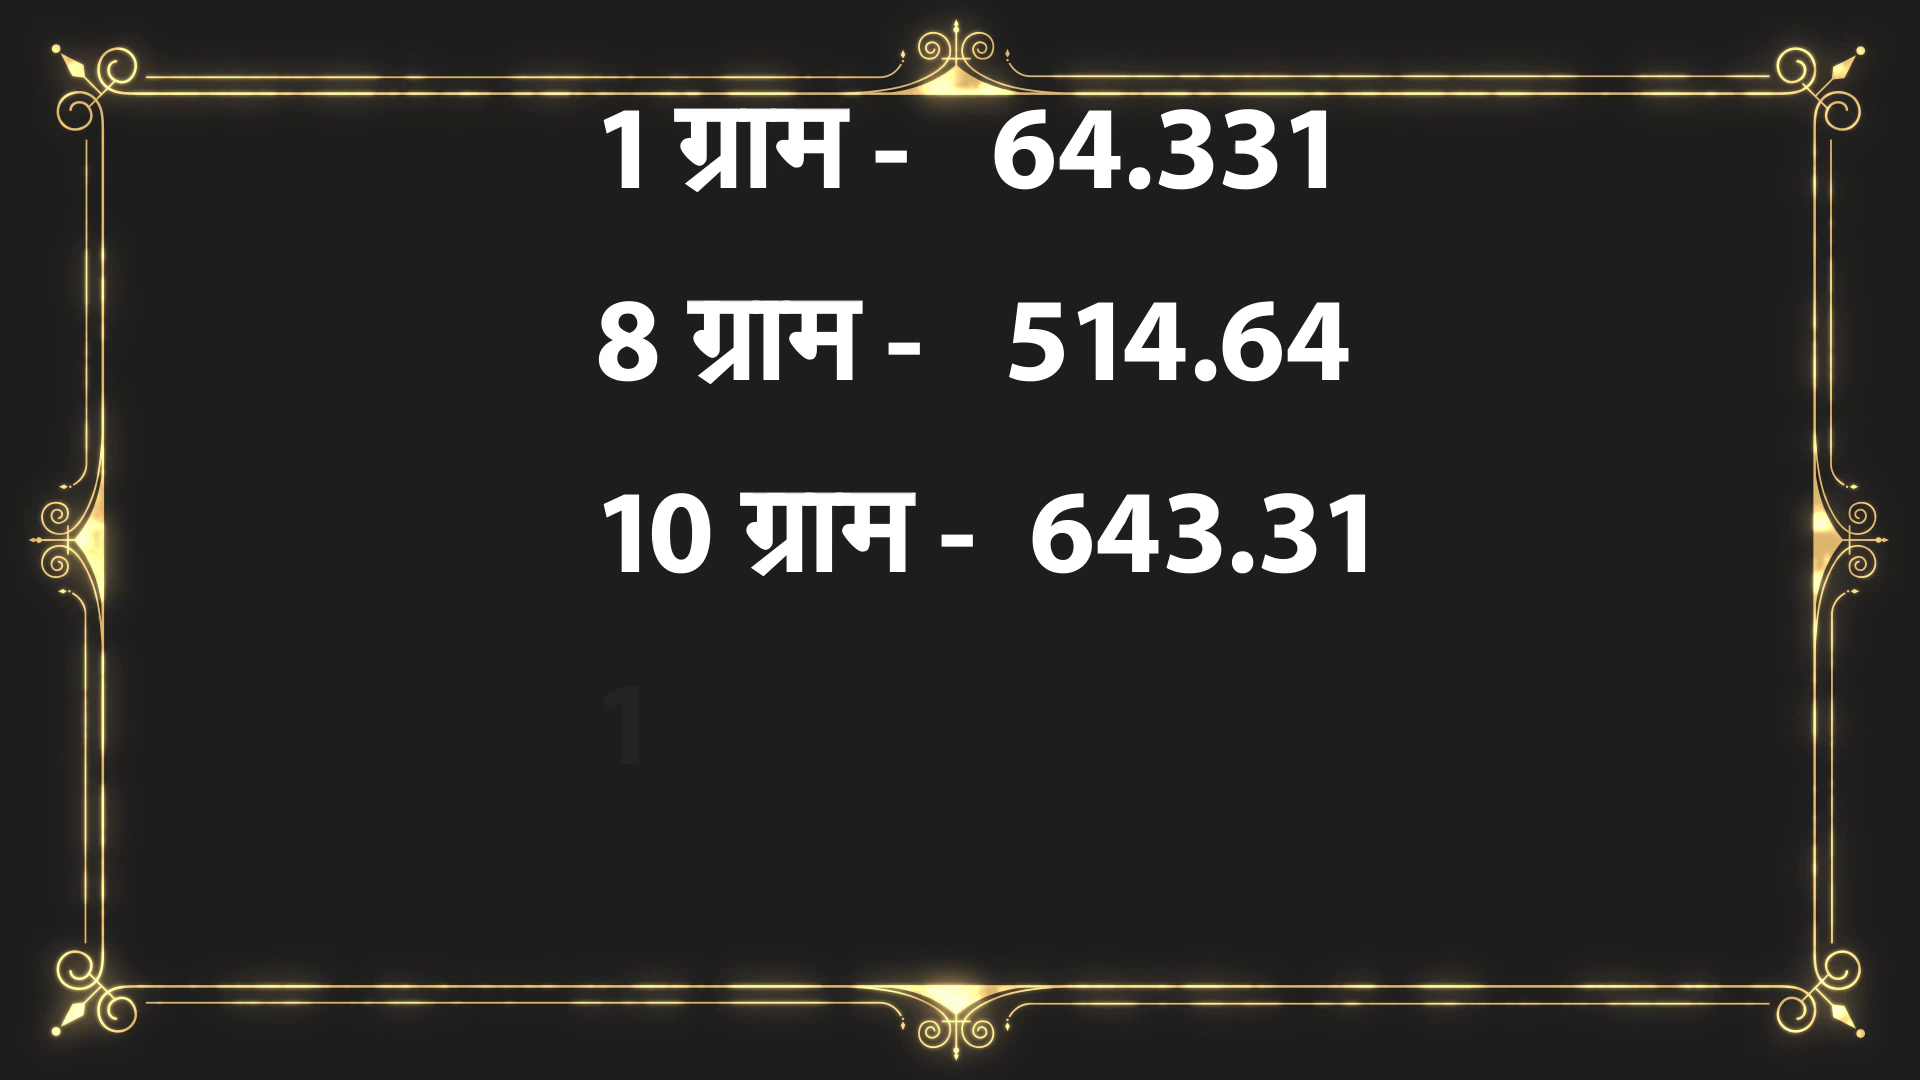 1 ग्राम - 64.331
8 ग्राम - 514.64
10 ग्राम - 643.31
1